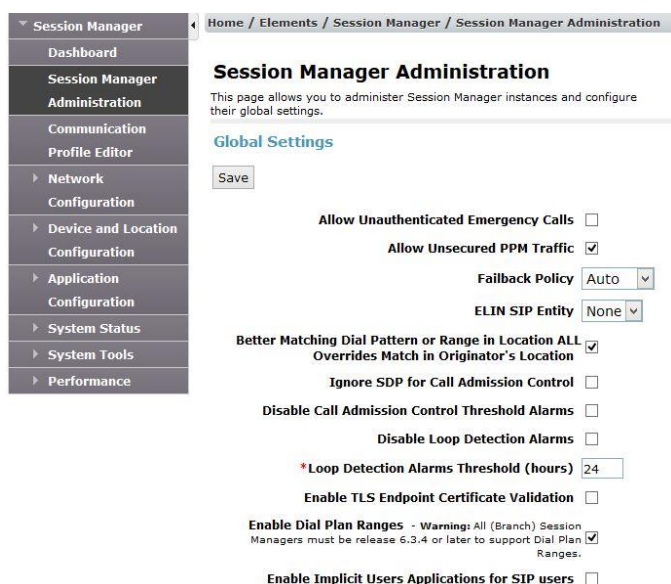 Session Manager
Dashboard
Session Manager
Administration
Communication
Profile Editor
Network
Configuration
Device and Location
Configuration
Application
Configuration
System Status
System Tools
Performance
Home / Elements / Session Manager / Session Manager Administration
Session Manager Administration
This page allows you to administer Session Manager instances and configure
their global settings.
Global Settings
Save
Allow Unauthenticated Emergency Calls
Allow Unsecured PPM Traffic
Failback Policy Auto
ELIN SIP Entity None
Better Matching Dial Pattern or Range in Location ALL
Overrides Match in Originator's Location
Ignore SDP for Call Admission Control
Disable Call Admission Control Threshold Alarms
Disable Loop Detection Alarms
*Loop Detection Alarms Threshold (hours) 24
Enable TLS Endpoint Certificate Validation
Enable Dial Plan Ranges - Warning: All (Branch) Session
Managers must be release 6.3.4 or later to support Dial Plan
Ranges.
Enable Implicit Users Applications for SIP users